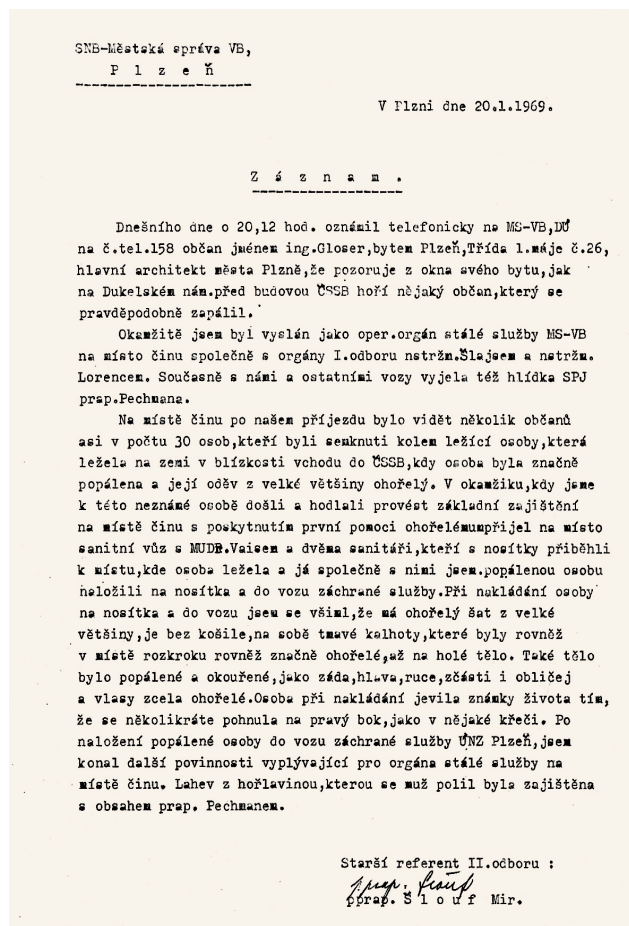 SNB-Městská správa VB,
P l z e ň
V Plzni dne 20.1.1969.
Z á z n a m .
Dnešního dne o 20,12 hod. oznámil telefonicky na MS-VB,DÚ
na č.tel.158 občan jménem ing.Gloser,bytem Plzeň,Třída 1.máje č.26,
hlavní architekt města Plzně,že pozoruje z okna svého bytu,jak
na Dukelském nám.před budovou ČSSB hoří nějaký občan,který se
pravděpodobně zapálil.
Okamžitě jsem byl vyslán jako oper.orgán stálé služby MS-VB
na místo činu společně s orgány I.odboru nstržm.Šlajsem a nstržm.
Lorencem. Současně s námi a ostatními vozy vyjela též hlídka SPJ
prap.Pechmana.
Na místě činu po našem příjezdu bylo vidět několik občanů
asi v počtu 30 osob,kteří byli semknuti kolem ležící osoby,která
ležela na zemi v blízkosti vchodu do ČSSB,kdy osoba byla značně
popálena a její oděv z velké většiny ohořelý. V okamžiku,kdy jsme
k této neznámé osobě došli a hodlali provést základní zajištění
na místě činu s poskytnutím první pomoci ohořelémumpřijel na místo
sanitní vůz s MUDR.Vaisem a dvěma sanitáři,kteří s nosítky přiběhli
k místu,kde osoba ležela a já společně s nimi jsem.popálenou osobu
naložili na nosítka a do vozu záchrané služby.Při nakládání osoby
na nosítka a do vozu jsem se všiml,že má ohořelý šat z velké
většiny,je bez košile,na sobě tmavé kalhoty,které byly rovněž
v místě rozkroku rovněž značně ohořelé,až na holé tělo. Také tělo
bylo popálené a okouřené,jako záda,hlava,ruce,zčásti i obličej
a vlasy zcela ohořelé.Osoba při nakládání jevila známky života tím,
že se několikráte pohnula na pravý bok,jako v nějaké křeči. Po
naložení popálené osoby do vozu záchrané služby ÚNZ Plzeň,jsem
konal další povinnosti vyplývající pro orgána stálé služby na
místě činu. Lahev z hořlavinou,kterou se muž polil byla zajištěna
s obsahem prap. Pechmanem.
Starší referent II.odboru :
pprap. Šlouf
pprap. Š l o u f  Mir.